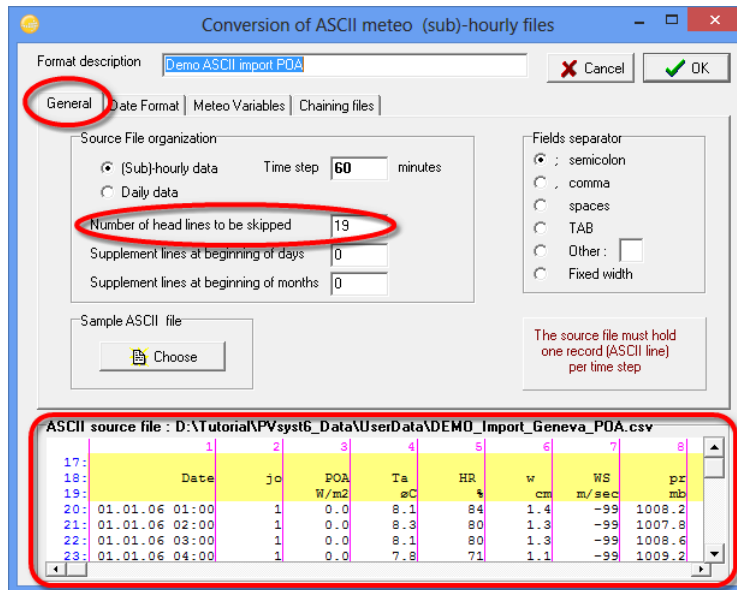 Conversion of ASCII meteo (sub)-hourly files
Format description Demo ASCII import POA Cancel OK
General Date Format Meteo Variables Chaining files
Source File organization
(Sub)-hourly data Time step 60 minutes
Daily data
Number of head lines to be skipped 19
Supplement lines at beginning of days 0
Supplement lines at beginning of months 0
Fields separator
; semicolon
, comma
spaces
TAB
Other :
Fixed width
Sample ASCII file
Choose
The source file must hold
one record (ASCII line)
per time step
ASCII source file : D:\Tutorial\PVsyst6_Data\UserData\DEMO_Import_Geneva_POA.csv
1 2 3 4 5 6 7 8
17:
18: Date jo POA Ta HR w WS pr
19: W/m2 øC % cm m/sec mb
20: 01.01.06 01:00 1 0.0 8.1 84 1.4 -99 1008.2
21: 01.01.06 02:00 1 0.0 8.3 80 1.3 -99 1007.8
22: 01.01.06 03:00 1 0.0 8.1 80 1.3 -99 1008.6
23: 01.01.06 04:00 1 0.0 7.8 71 1.1 -99 1009.2